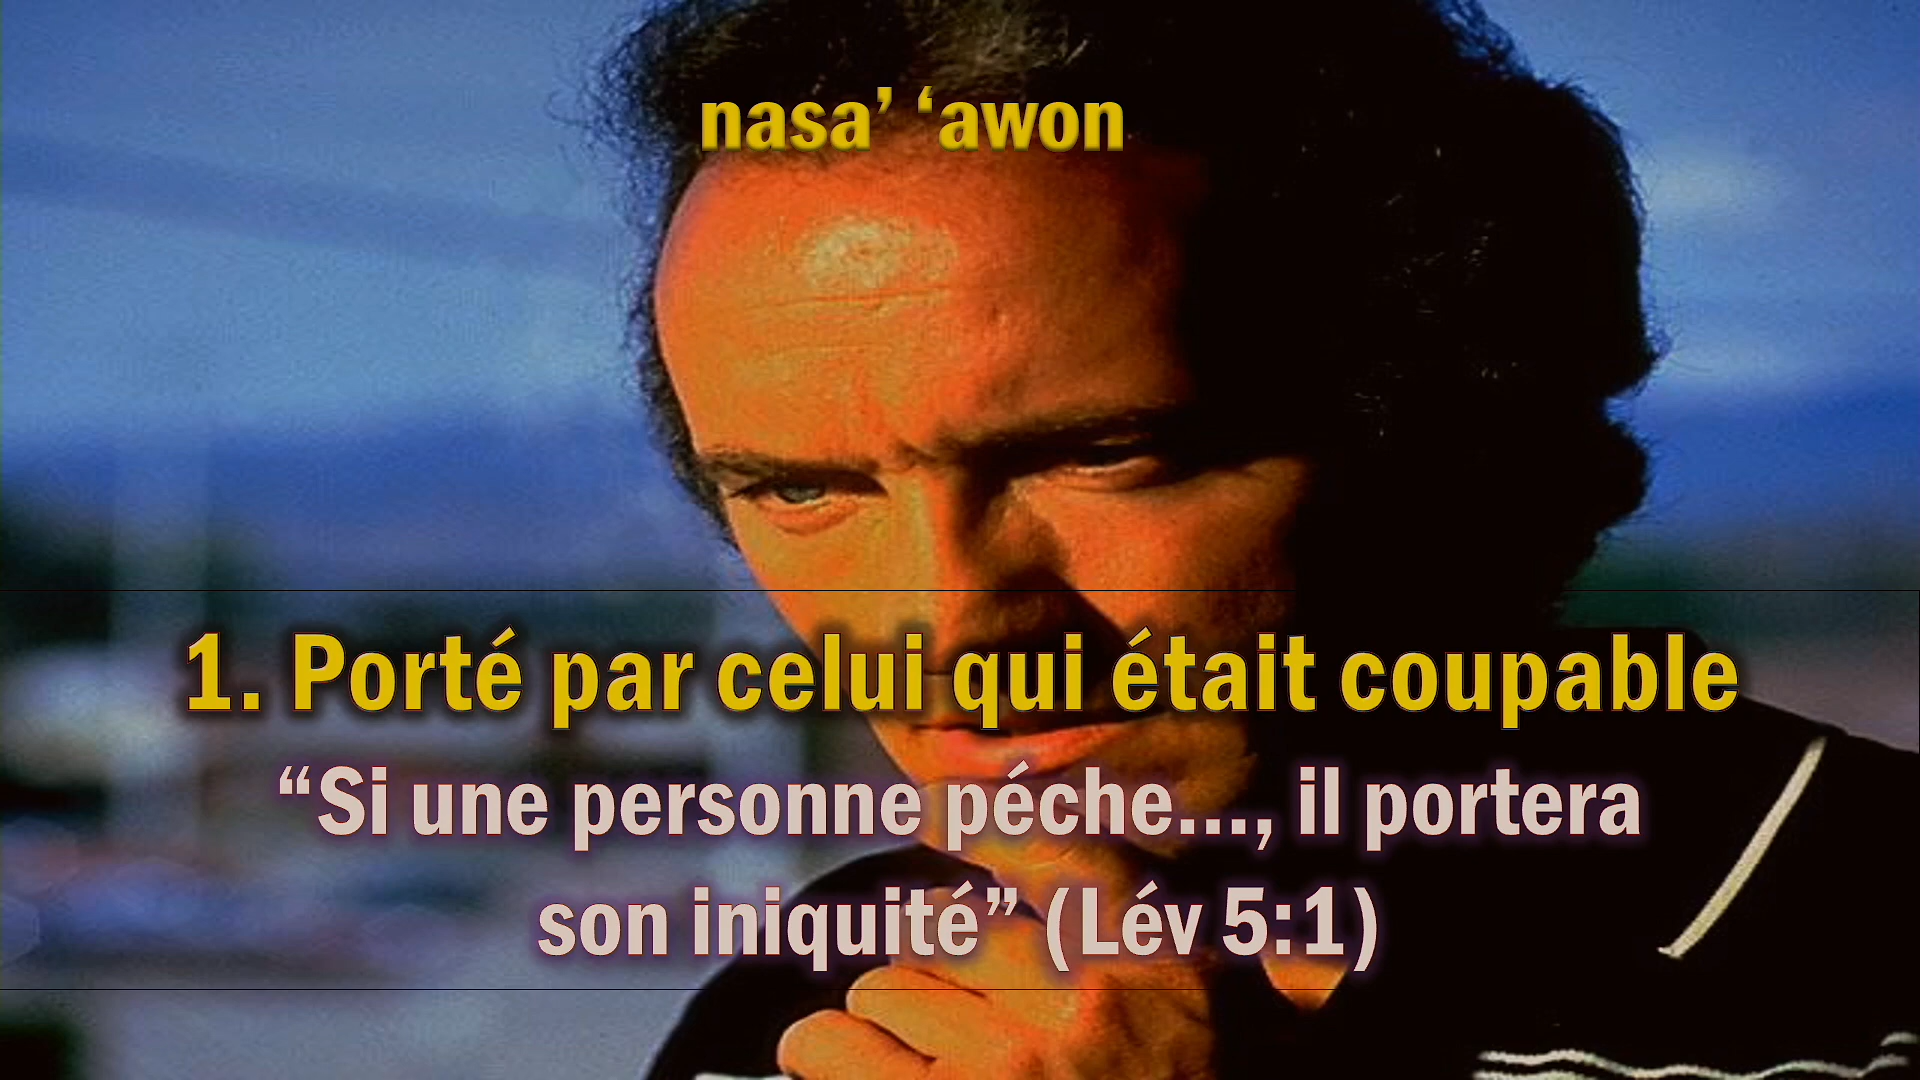 nasa’ ‘awon
1. Porté par celui qui était coupable
“Si une personne péche..., il portera
son iniquité” (Lév 5:1)